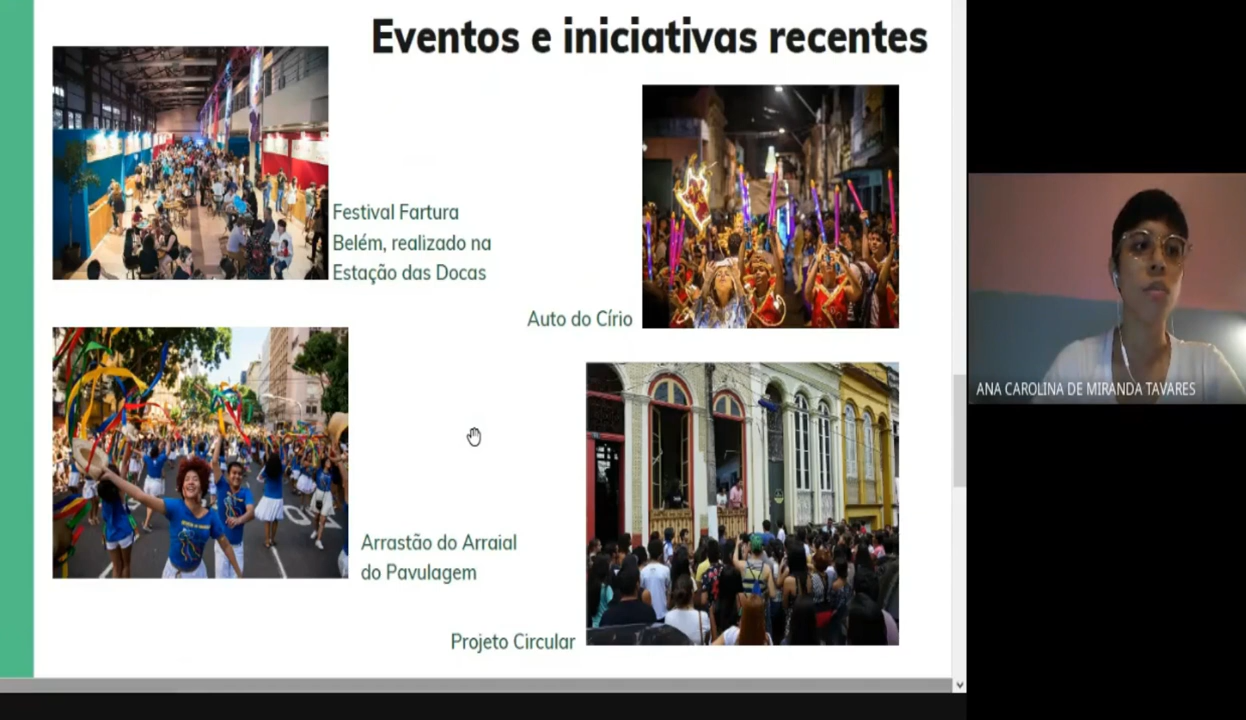 Eventos e iniciativas recentes
Festival Fartura
Belém, realizado na
Estação das Docas
Auto do Círio
Arrastão do Arraial
do Pavulagem
Projeto Circular
ANA CAROLINA DE MIRANDA TAVARES